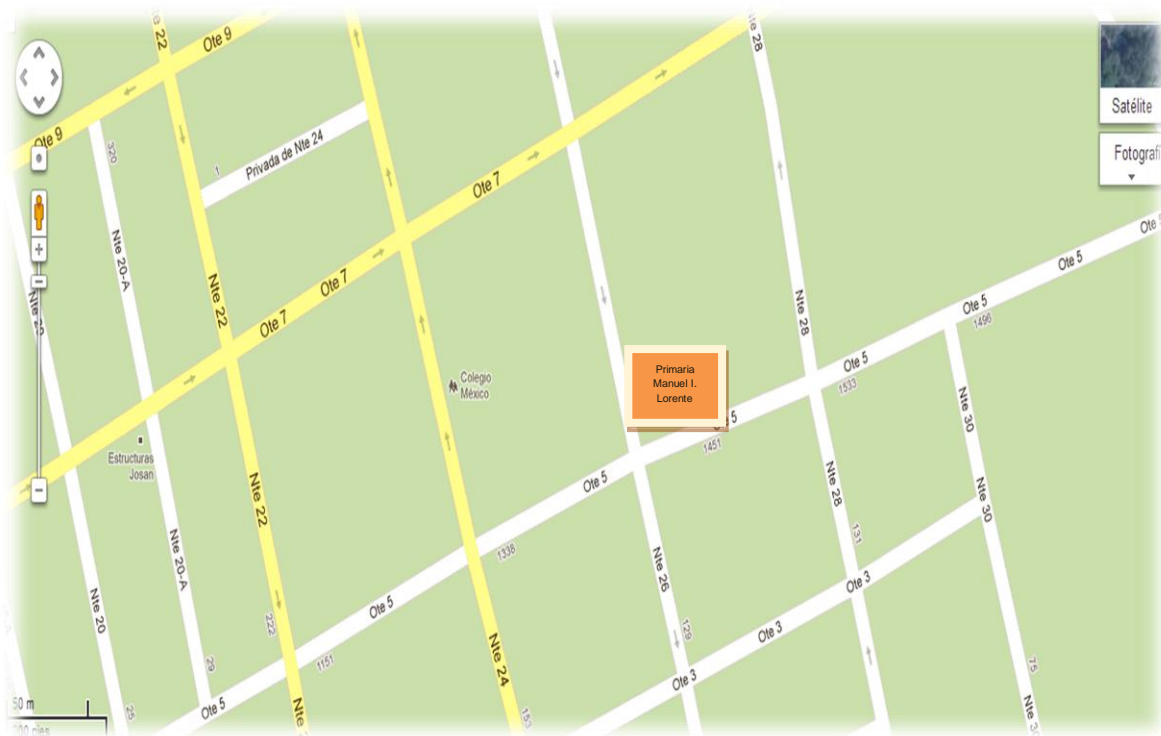 Nte 22
Ote 9
Nte 28
Satélite
Ote 9
320
1
Privada de Nte 24
Fotografí
Ote 7
Ote
Nte 20-A
Ote 5
Nte 22
Ote 7
Nte 28
Ote 5
Ote 7
1496
Primaria
Manuel I.
Lorente
Ote 5
Colegio
México
1533
Nte 30
5
1451
Estructuras
Josan
Ote 5
Nte 22
Nte 28
Nte 30
Nte 20-A
131
1338
Nte 26
Ote 3
Nte 20
Ote 5
222
129
Ote 3
Nte 24
1151
29
Ote 3
75
Ote 5
50 m
25
Nte